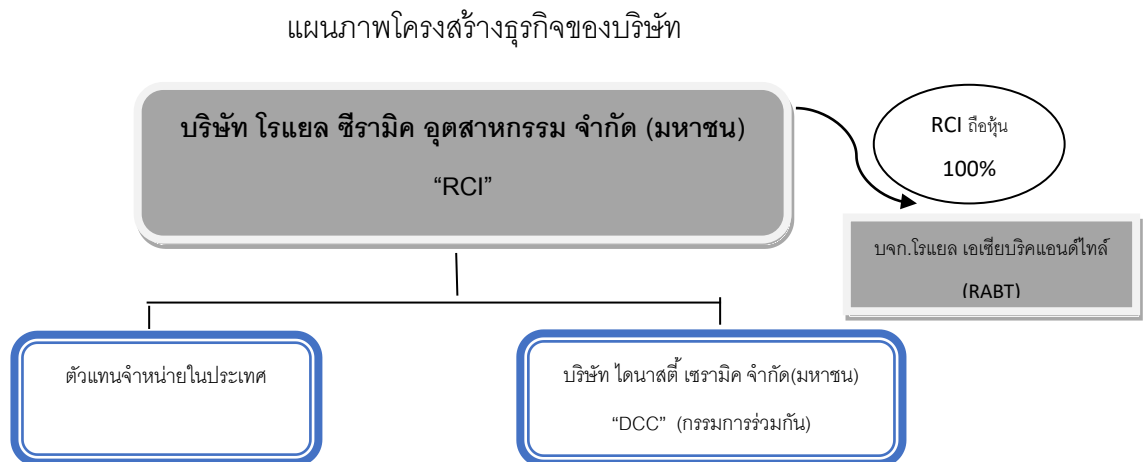 แผนภาพโครงสร้างธุรกิจของบริษัท
บริษัท โรแยล ซีรามิค อุตสาหกรรม จำกัด (มหาชน)
“RCI”
RCI ถือหุ้น
100%
บจก.โรแยล เอเซียบริคแอนด์ไทล์
(RABT)
ตัวแทนจำหน่ายในประเทศ
บริษัท ไดนาสตี้ เซรามิค จำกัด(มหาชน)
“DCC” (กรรมการร่วมกัน)